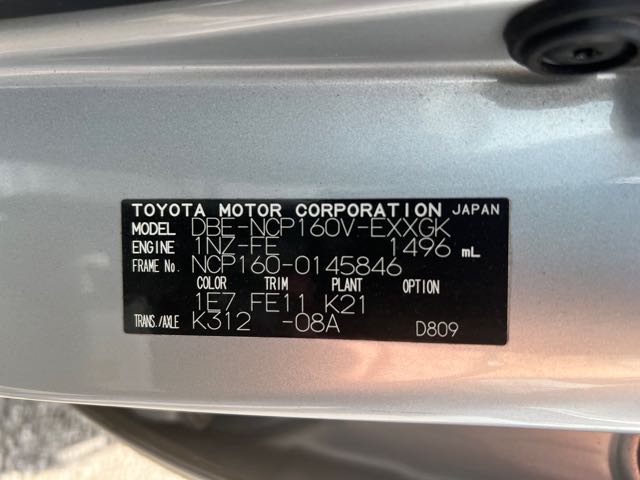 TOYOTA MOTOR CORPORATION JAPAN
MODEL DBE-NCP160V-EXXGK
ENGINE 1NZ-FE 1496 mL
FRAME No. NCP160-0145846
COLOR TRIM PLANT OPTION
1E7 FE11 K21
TRANS./AXLE K312 -08A D809